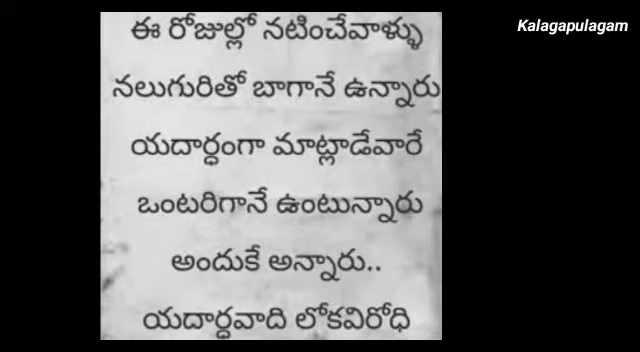 Kalagapulagam
ఈ రోజుల్లో నటించేవాళ్ళు
నలుగురితో బాగానే ఉన్నారు
యదార్ధంగా మాట్లాడేవారే
ఒంటరిగానే ఉంటున్నారు
అందుకే అన్నారు..
యదార్ధవాది లోకవిరోధి